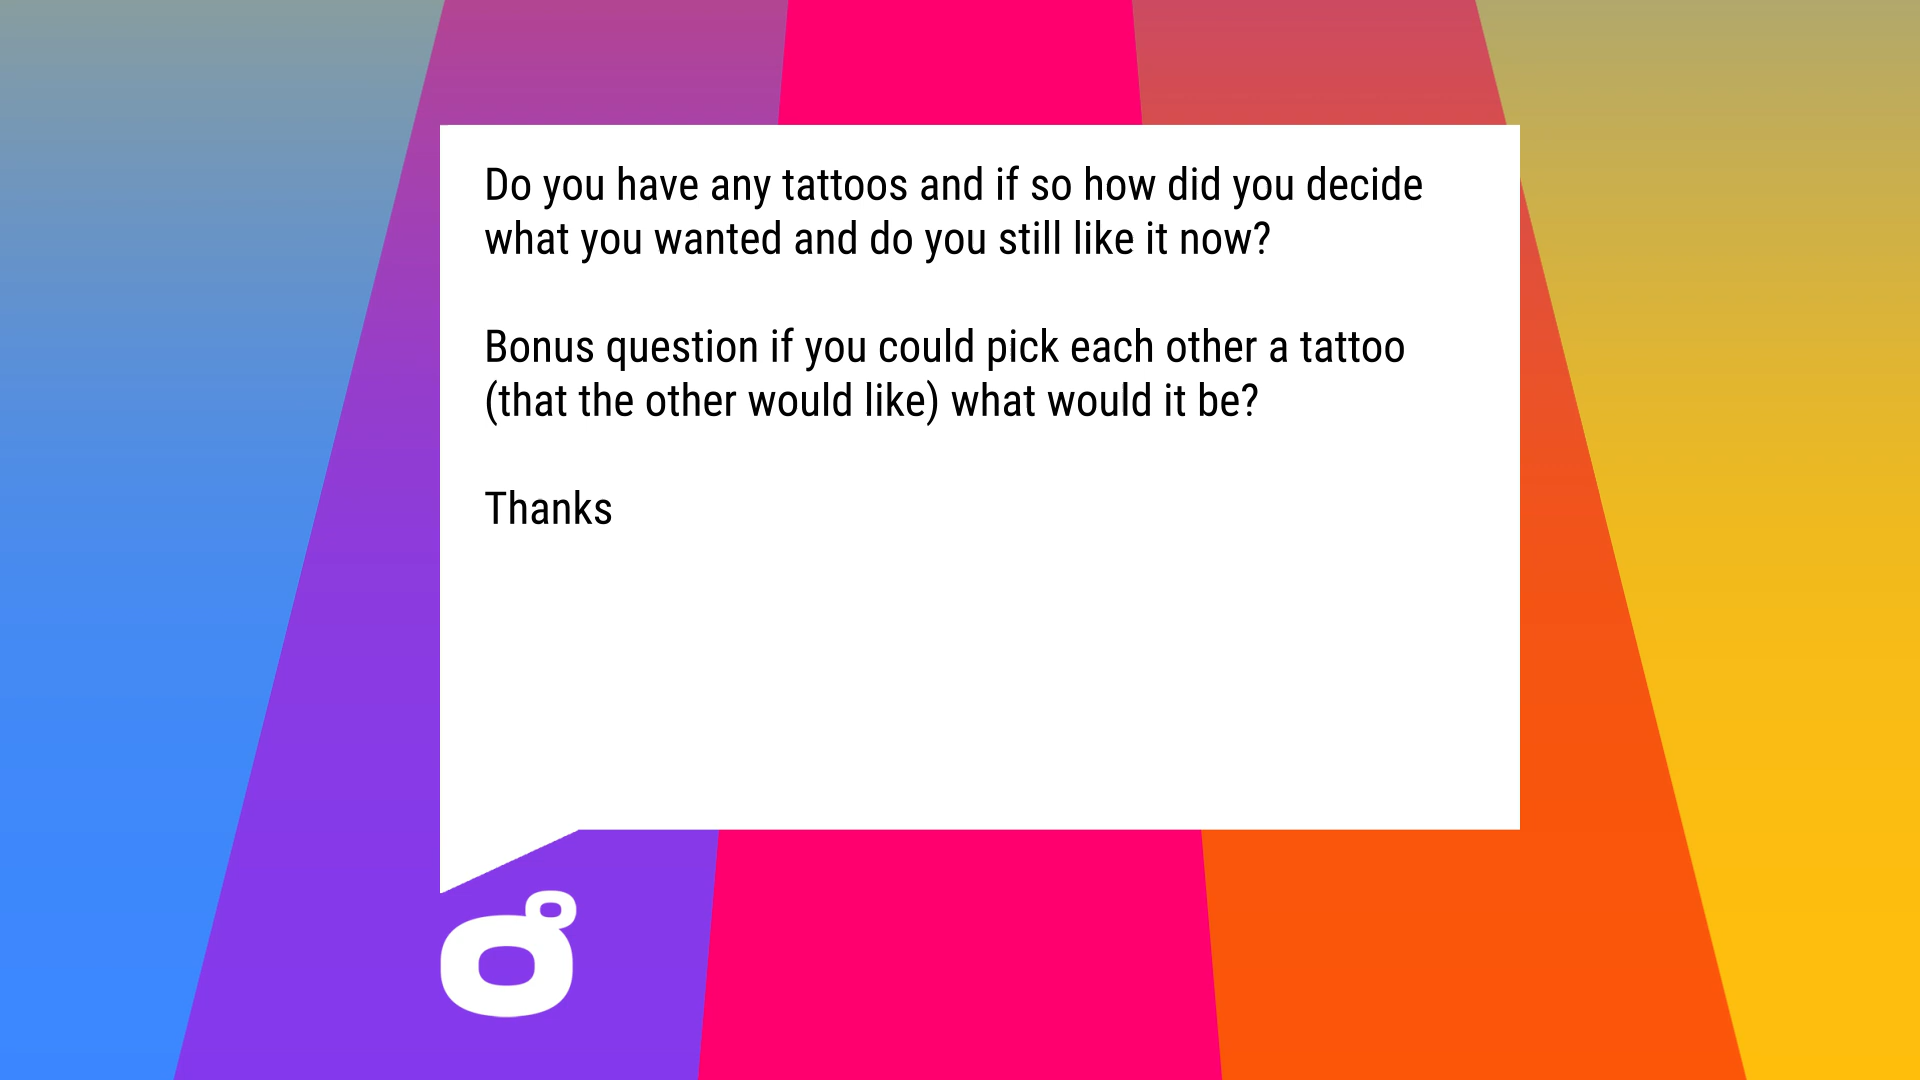 Do you have any tattoos and if so how did you decide
what you wanted and do you still like it now?
Bonus question if you could pick each other a tattoo
(that the other would like) what would it be?
Thanks